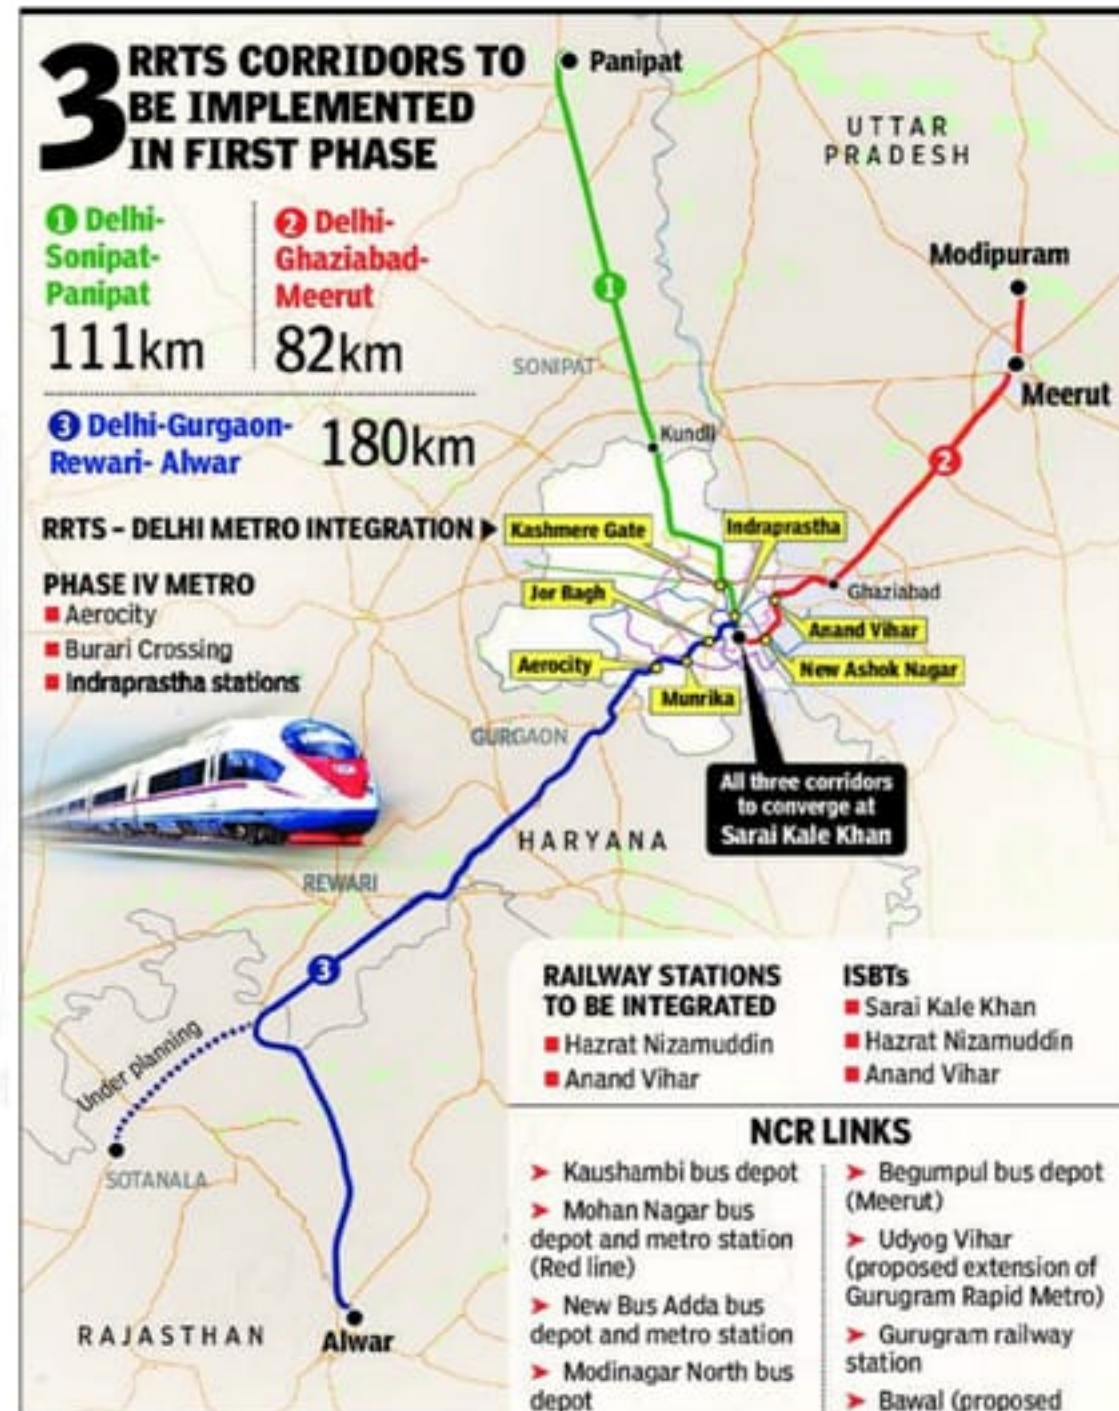 3 RRTS CORRIDORS TO
BE IMPLEMENTED
IN FIRST PHASE
1 Delhi-
Sonipat-
Panipat
111km
2 Delhi-
Ghaziabad-
Meerut
82km
3 Delhi-Gurgaon-
Rewari- Alwar
180km
RRTS – DELHI METRO INTEGRATION
PHASE IV METRO
Aerocity
Burari Crossing
Indraprastha stations
Panipat
UTTAR
PRADESH
Modipuram
1
SONIPAT
Meerut
Kundli
2
Kashmere Gate
Indraprastha
Jor Bagh
Ghaziabad
Anand Vihar
Aerocity
New Ashok Nagar
Munrika
GURGAON
All three corridors
to converge at
Sarai Kale Khan
HARYANA
REWARI
3
Under planning
SOTANALA
RAJASTHAN
Alwar
RAILWAY STATIONS
TO BE INTEGRATED
Hazrat Nizamuddin
Anand Vihar
ISBTs
Sarai Kale Khan
Hazrat Nizamuddin
Anand Vihar
NCR LINKS
Kaushambi bus depot
Mohan Nagar bus
depot and metro station
(Red line)
New Bus Adda bus
depot and metro station
Modinagar North bus
depot
Begumpul bus depot
(Meerut)
Udyog Vihar
(proposed extension of
Gurugram Rapid Metro)
Gurugram railway
station
Bawal (proposed